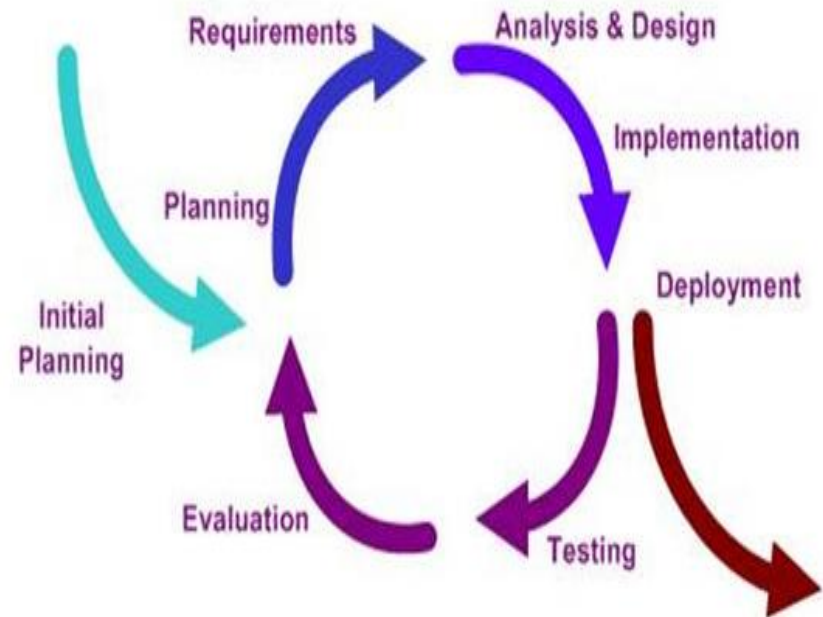 Requirements
Analysis & Design
Implementation
Planning
Deployment
Initial
Planning
Evaluation
Testing